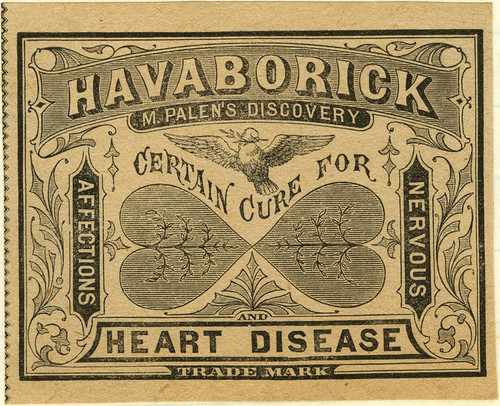 HAVABORICK
M. PALEN'S DISCOVERY
CERTAIN CURE FOR
NERVOUS
AFFECTIONS
AND
HEART DISEASE
TRADE MARK